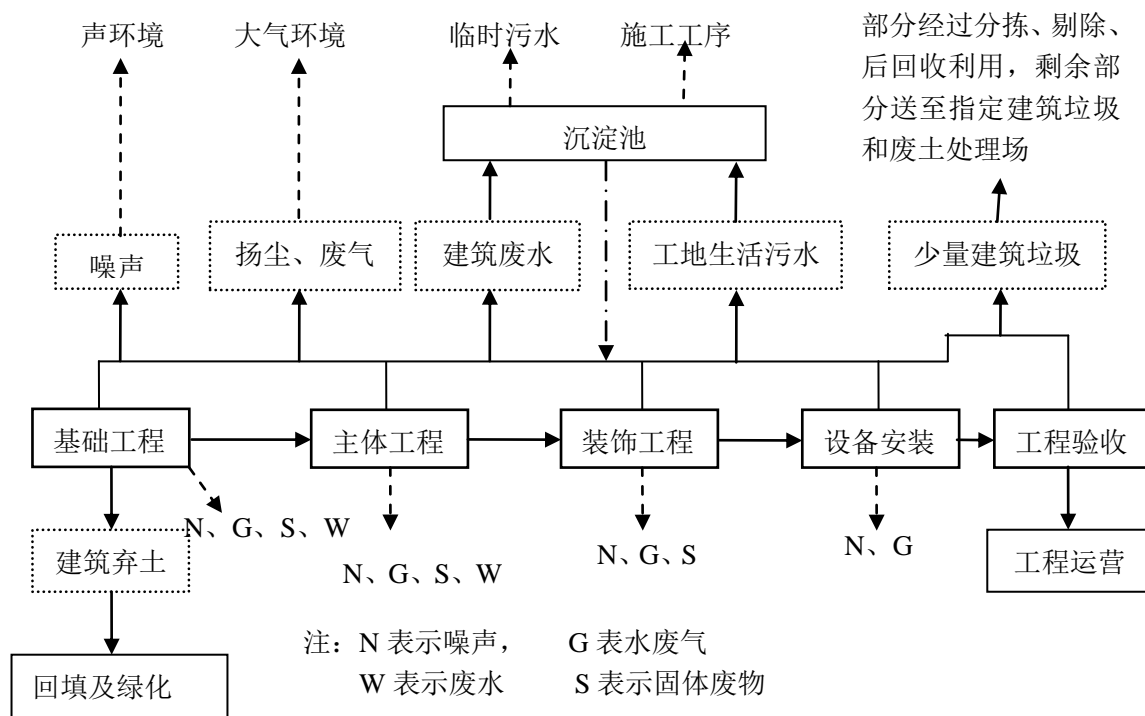 声环境
大气环境
临时污水
施工工序
部分经过分拣、剔除、
后回收利用，剩余部
分送至指定建筑垃圾
和废土处理场
沉淀池
噪声
扬尘、废气
建筑废水
工地生活污水
少量建筑垃圾
基础工程
主体工程
装饰工程
设备安装
工程验收
N、G、S、W
N、G、S、W
N、G、S
N、G
建筑弃土
工程运营
回填及绿化
注：N 表示噪声， G 表水废气
W 表示废水 S 表示固体废物